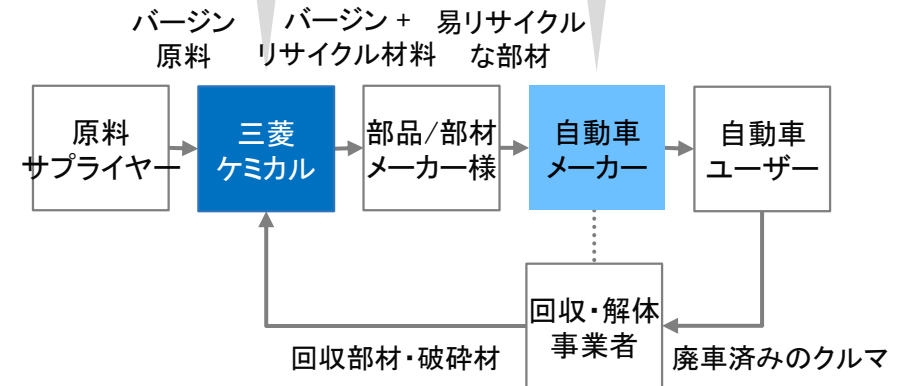 バージン
原料
バージン +
リサイクル材料
易リサイクル
な部材
原料
サプライヤー
三菱
ケミカル
部品/部材
メーカー様
自動車
メーカー
自動車
ユーザー
回収・解体
事業者
回収部材・破砕材
廃車済みのクルマ